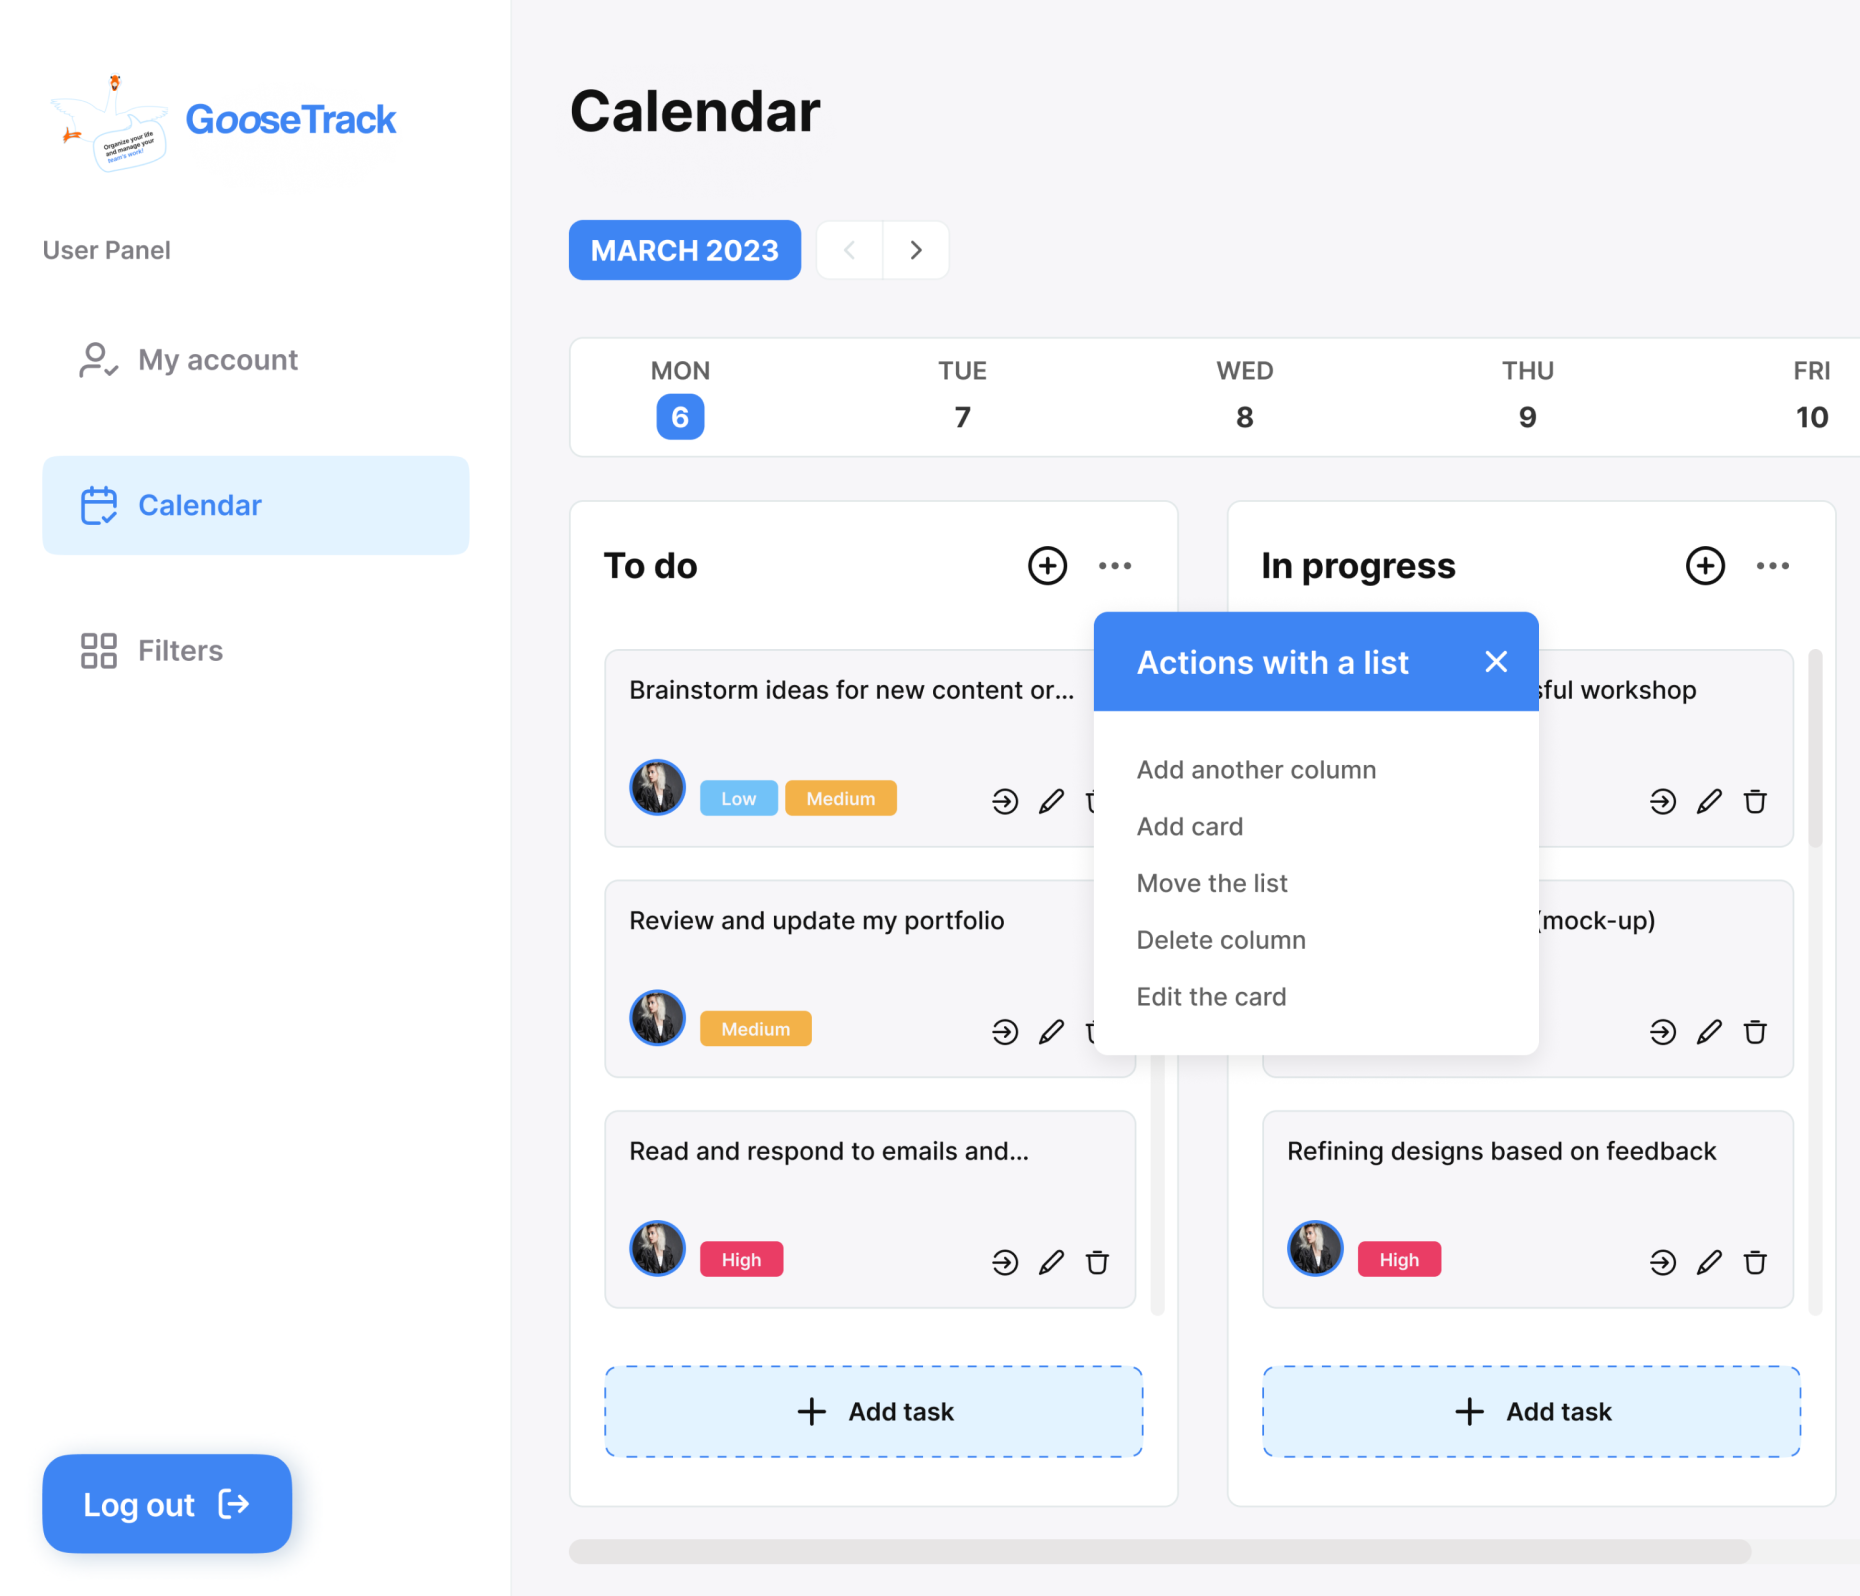 Organize your life
and manage your
team's work!
GooseTrack
User Panel
My account
Calendar
Filters
Log out
Calendar
MARCH 2023
MON
6
TUE
7
WED
8
THU
9
FRI
10
To do
Brainstorm ideas for new content or...
Low
Medium
Review and update my portfolio
Medium
Read and respond to emails and...
High
Add task
Actions with a list
Add another column
Add card
Move the list
Delete column
Edit the card
In progress
workshop
(mock-up)
Refining designs based on feedback
High
Add task